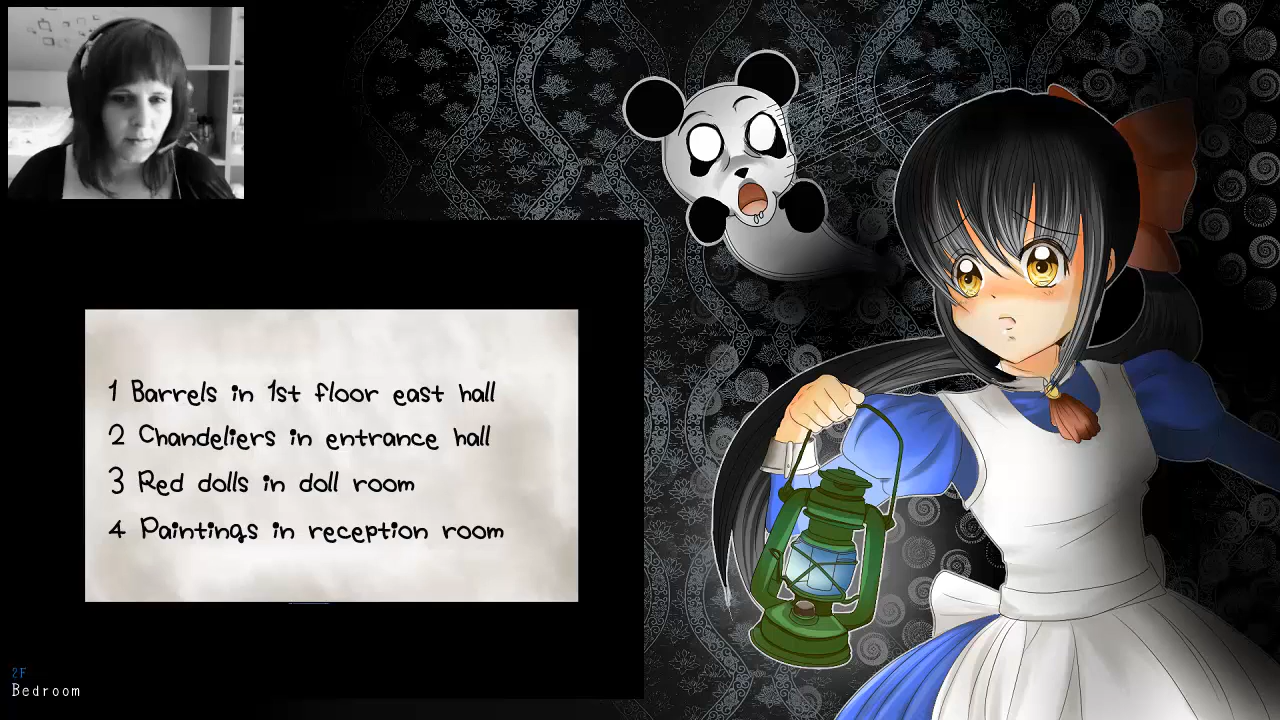 1 Barrels in 1st floor east hall
2 Chandeliers in entrance hall
3 Red dolls in doll room
4 Paintings in reception room
2F
Bedroom